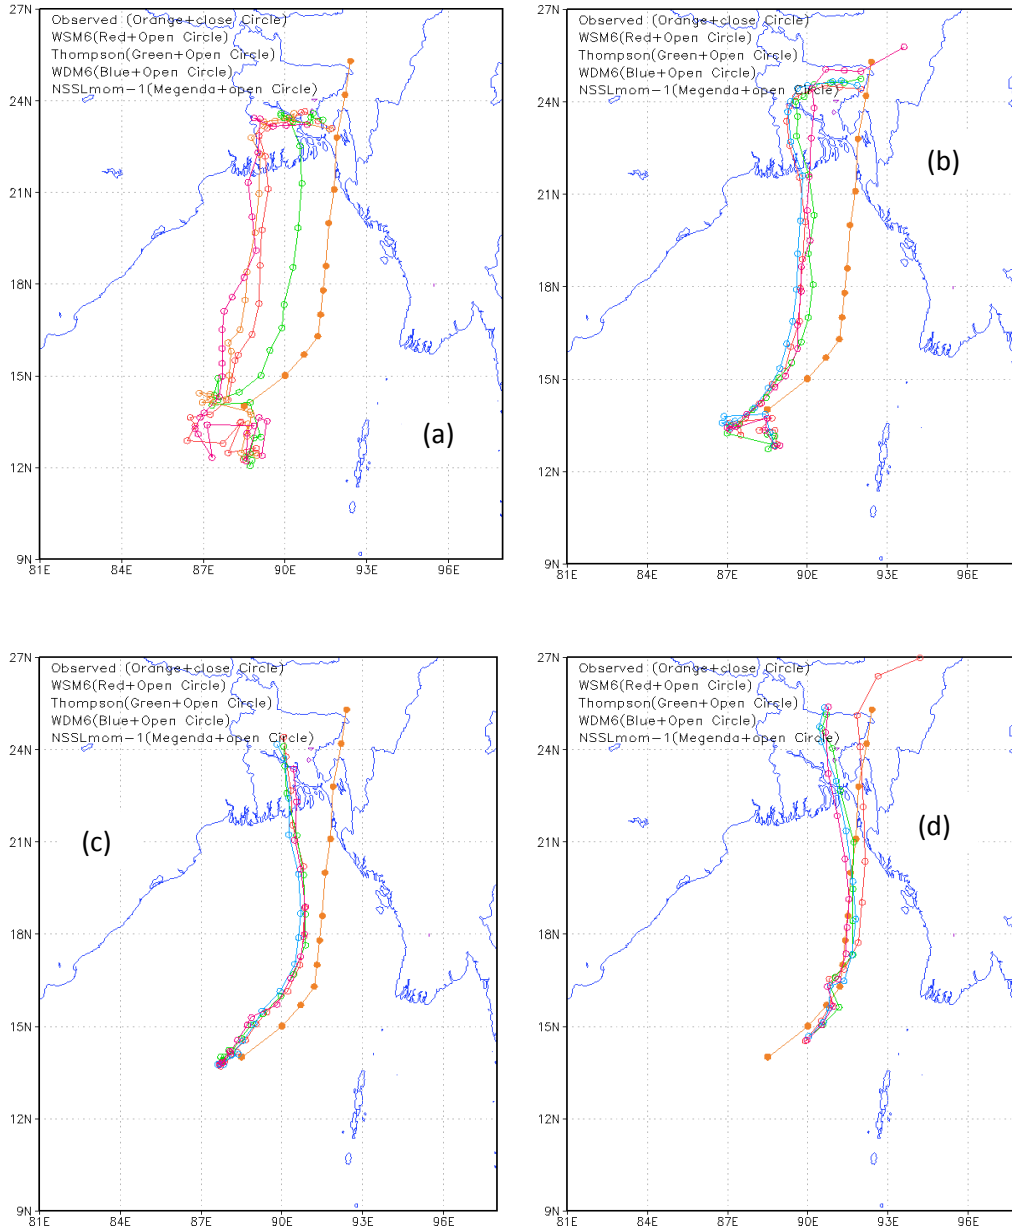 27N
Observed (Orange+close Circle)
WSM6(Red+Open Circle)
Thompson(Green+Open Circle)
WDM6(Blue+Open Circle)
NSSLmom-1(Megenda+open Circle)
24N
21N
18N
15N
12N
9N
81E 84E 87E 90E 93E 96E
(a)
27N
Observed (Orange+close Circle)
WSM6(Red+Open Circle)
Thompson(Green+Open Circle)
WDM6(Blue+Open Circle)
NSSLmom-1(Megenda+open Circle)
24N
21N
18N
15N
12N
9N
81E 84E 87E 90E 93E 96E
(b)
27N
Observed (Orange+close Circle)
WSM6(Red+Open Circle)
Thompson(Green+Open Circle)
WDM6(Blue+Open Circle)
NSSLmom-1(Megenda+open Circle)
24N
21N
18N
15N
12N
9N
81E 84E 87E 90E 93E 96E
(c)
27N
Observed (Orange+close Circle)
WSM6(Red+Open Circle)
Thompson(Green+Open Circle)
WDM6(Blue+Open Circle)
NSSLmom-1(Megenda+open Circle)
24N
21N
18N
15N
12N
9N
81E 84E 87E 90E 93E 96E
(d)